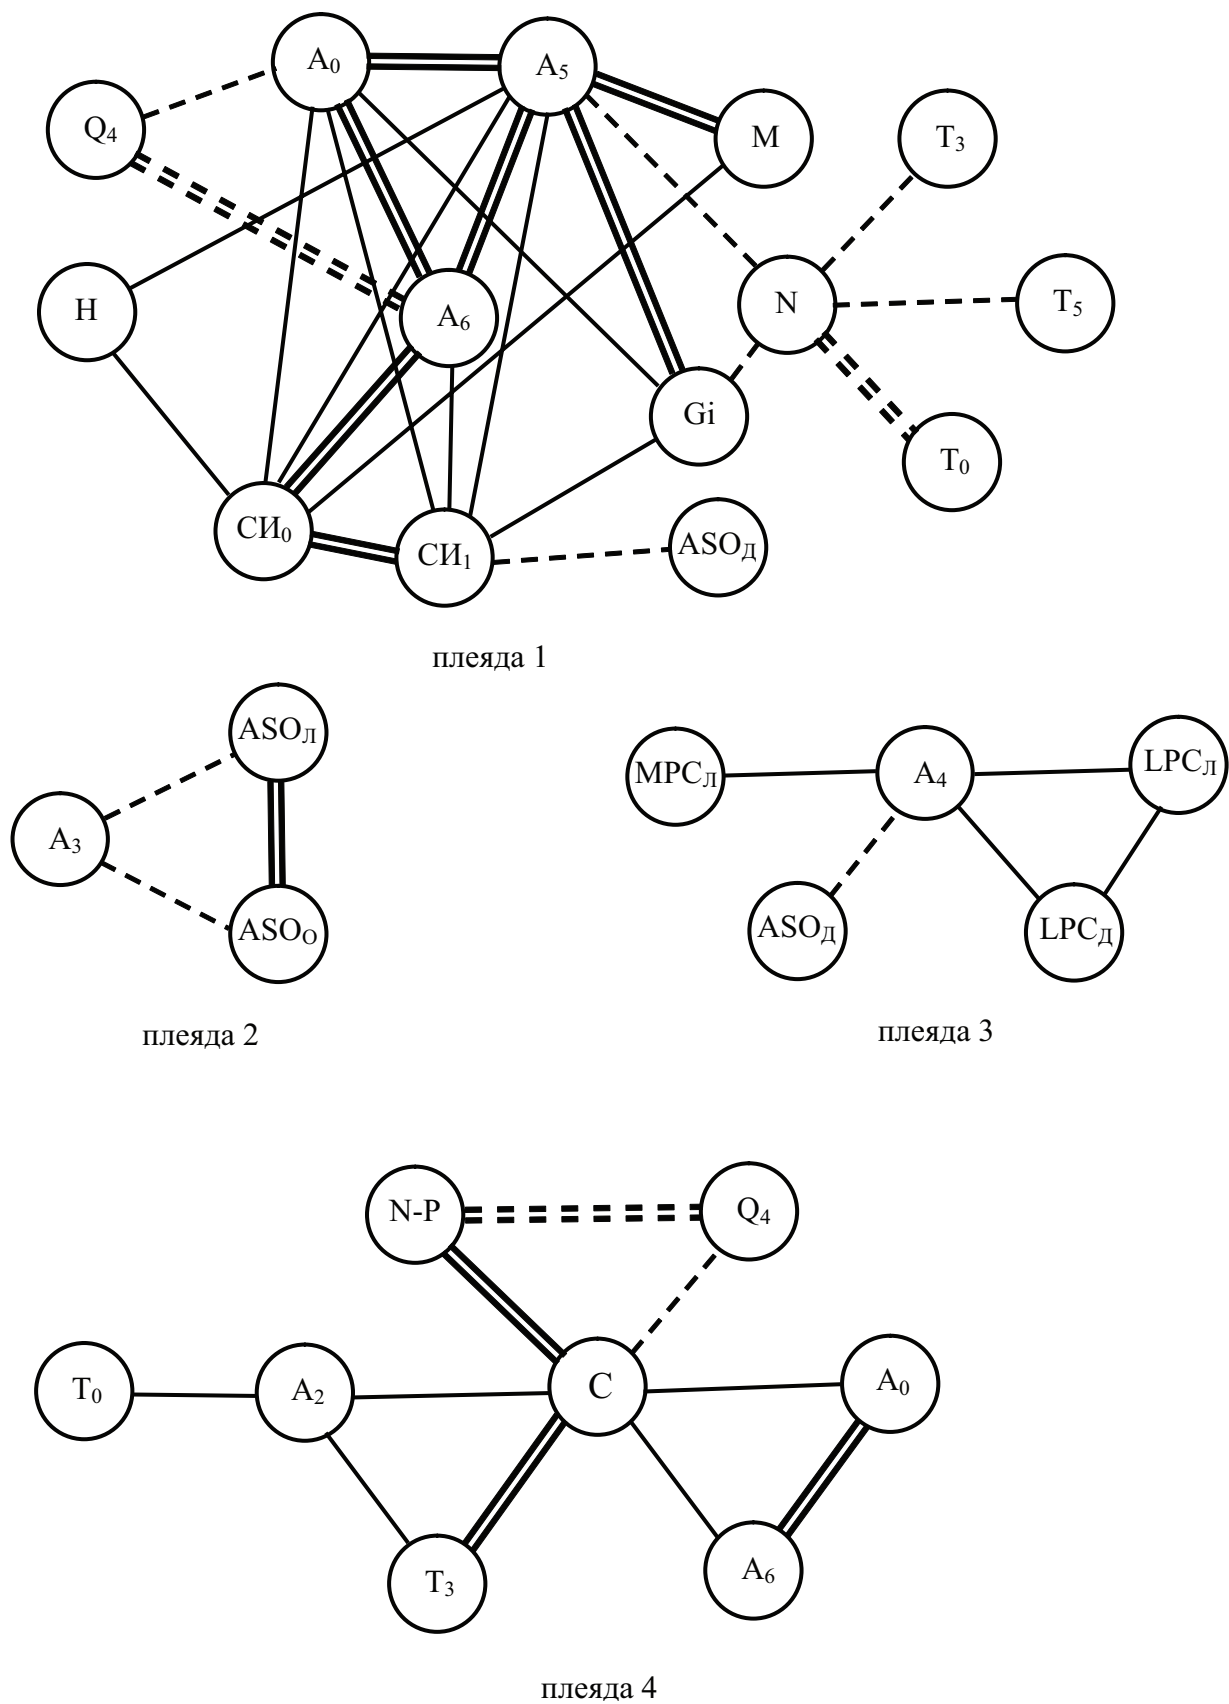 A₀
A₅
Q₄
M
T₃
H
A₆
N
T₅
Gi
T₀
СИ₀
СИ₁
ASOД
плеяда 1
ASOЛ
A₃
ASOО
плеяда 2
MPCЛ
A₄
LPCЛ
ASOД
LPCД
плеяда 3
N-P
Q₄
T₀
A₂
C
A₀
T₃
A₆
плеяда 4